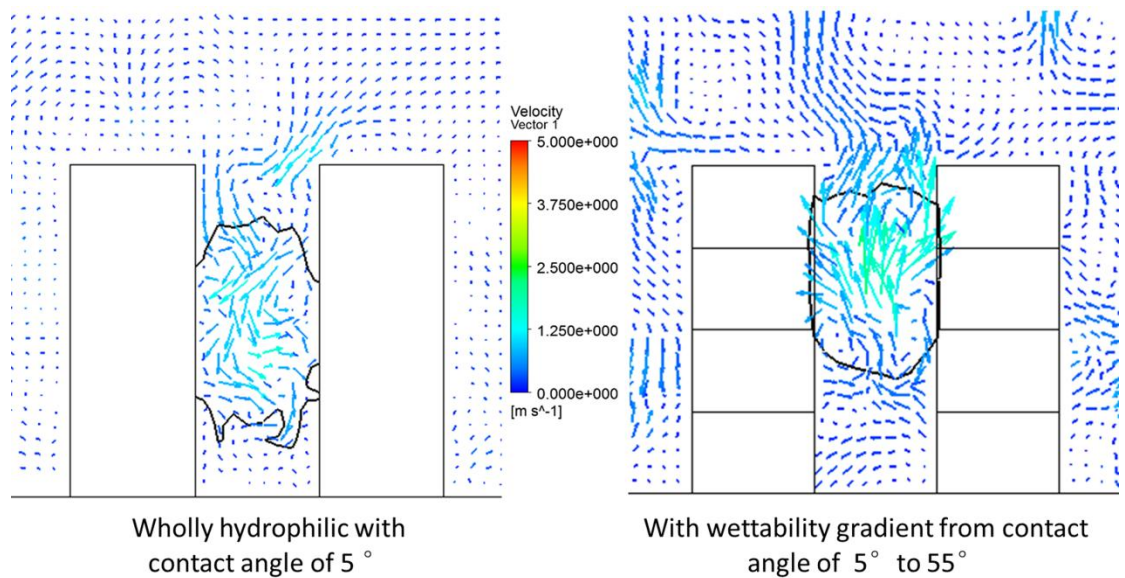 Velocity
Vector 1
5.000e+000
3.750e+000
2.500e+000
1.250e+000
0.000e+000
[m s^-1]
Wholly hydrophilic with
contact angle of 5 °
With wettability gradient from contact
angle of 5° to 55°